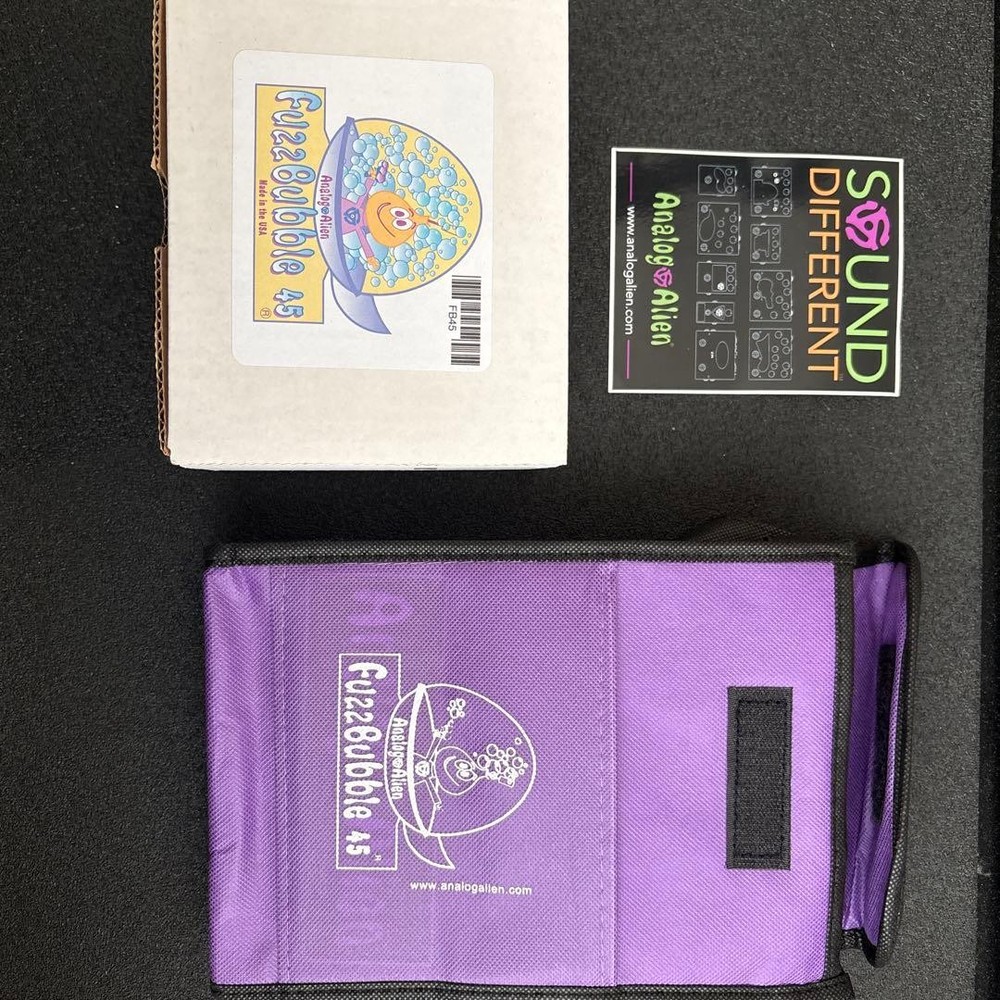 Analog Alien
FuzzBubble 45
Made in the USA
FB45
SOUND
DIFFERENT
Analog Alien
www.analogalien.com
Analog Alien
FuzzBubble 45
www.analogalien.com